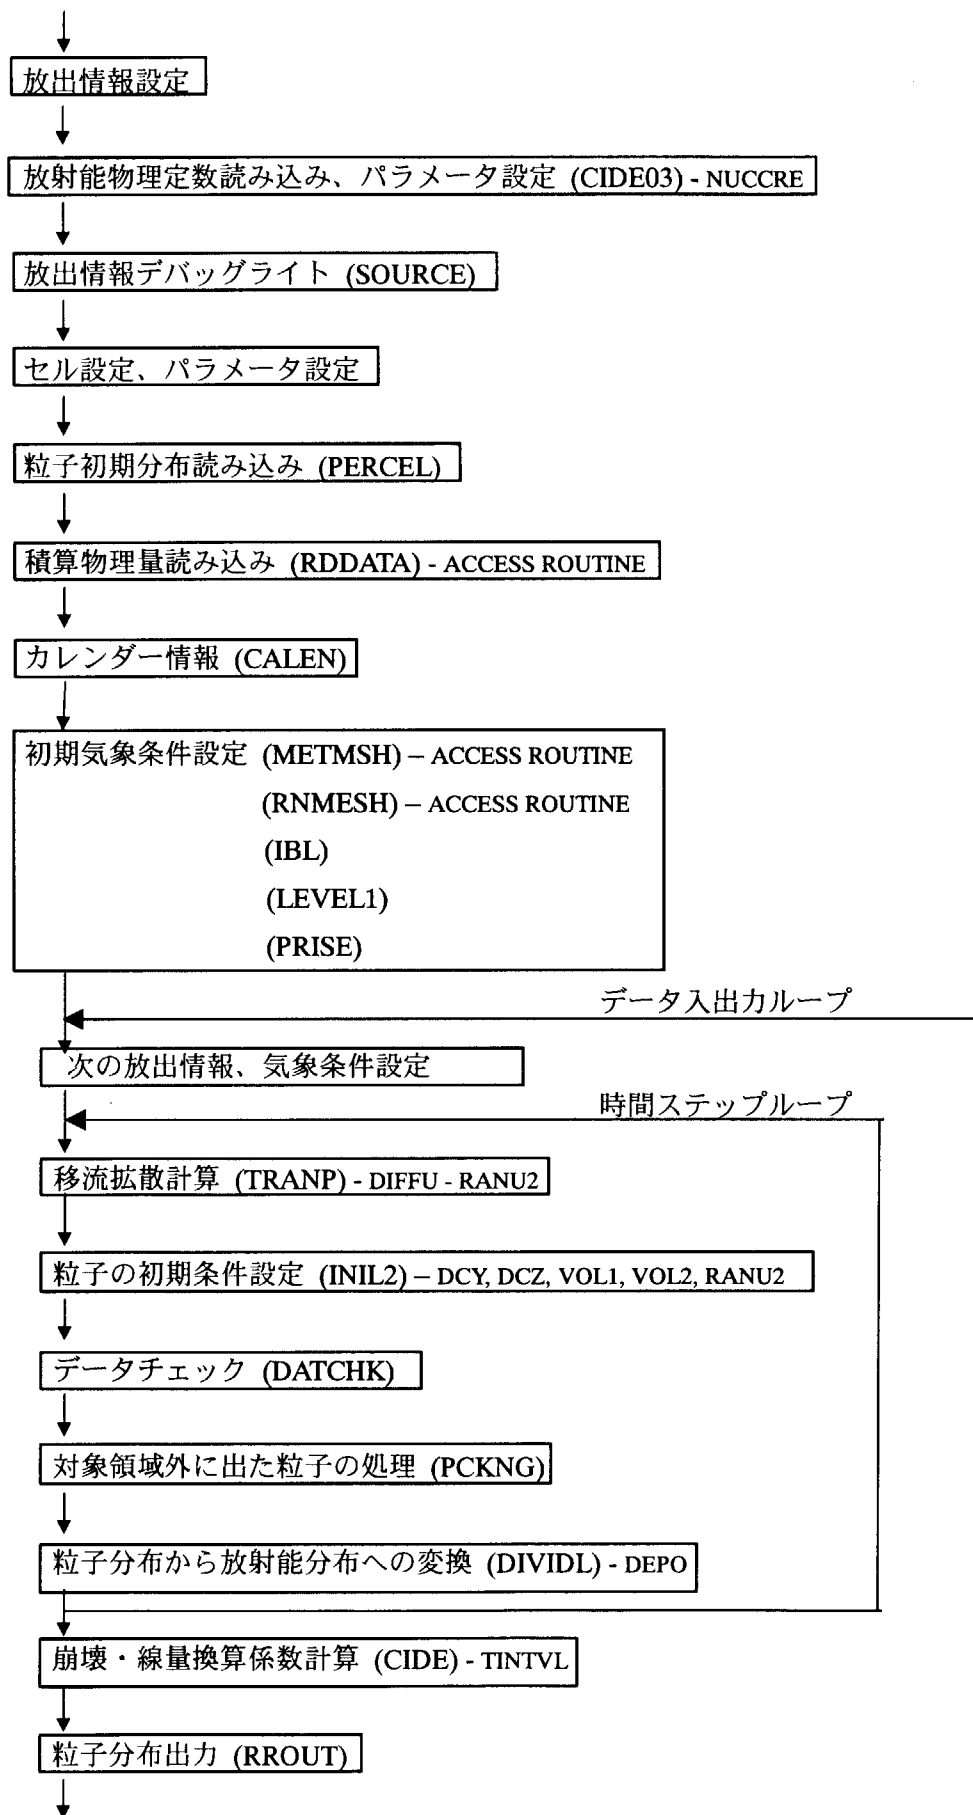 放出情報設定
放射能物理定数読み込み、パラメータ設定 (CIDE03) - NUCCRE
放出情報デバッグライト (SOURCE)
セル設定、パラメータ設定
粒子初期分布読み込み (PERCEL)
積算物理量読み込み (RDDATA) - ACCESS ROUTINE
カレンダー情報 (CALEN)
初期気象条件設定 (METMSH) – ACCESS ROUTINE
(RNMESH) – ACCESS ROUTINE
(IBL)
(LEVEL1)
(PRISE)
データ入出力ループ
次の放出情報、気象条件設定
時間ステップループ
移流拡散計算 (TRANP) - DIFFU - RANU2
粒子の初期条件設定 (INIL2) – DCY, DCZ, VOL1, VOL2, RANU2
データチェック (DATCHK)
対象領域外に出た粒子の処理 (PCKNG)
粒子分布から放射能分布への変換 (DIVIDL) - DEPO
崩壊・線量換算係数計算 (CIDE) - TINTVL
粒子分布出力 (RROUT)